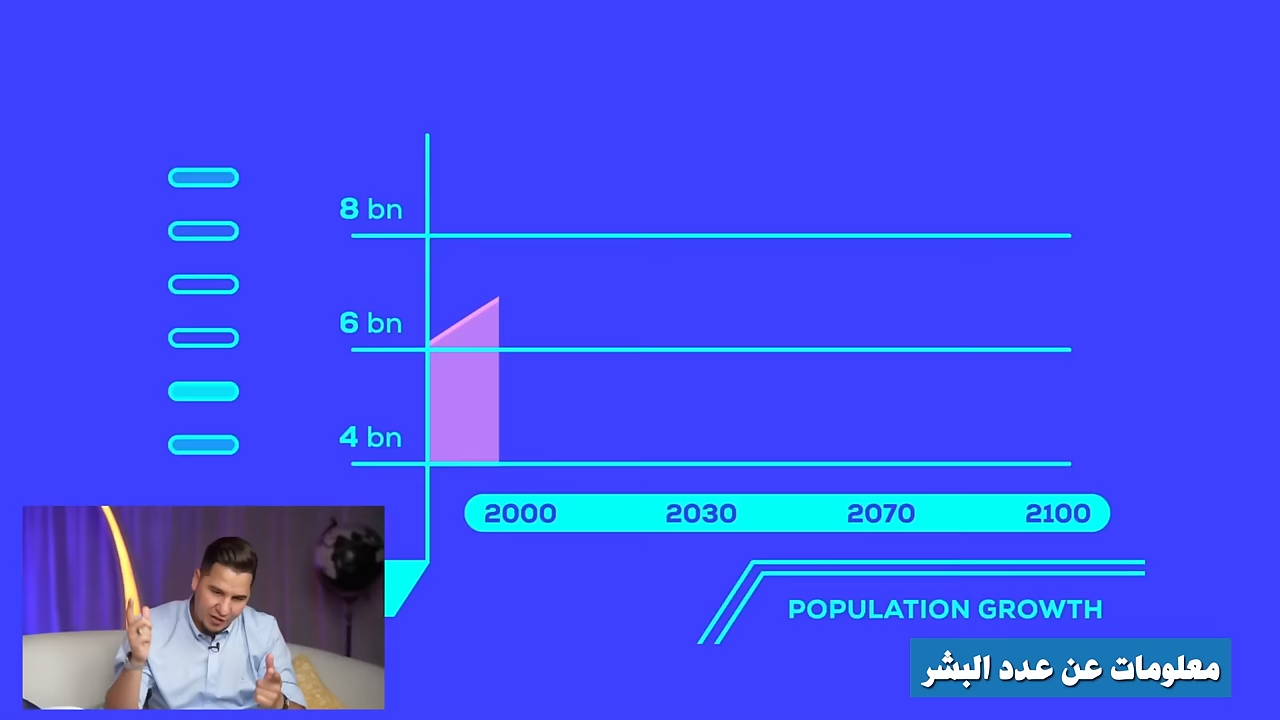 8 bn
6 bn
4 bn
2000 2030 2070 2100
POPULATION GROWTH
معلومات عن عدد البشر